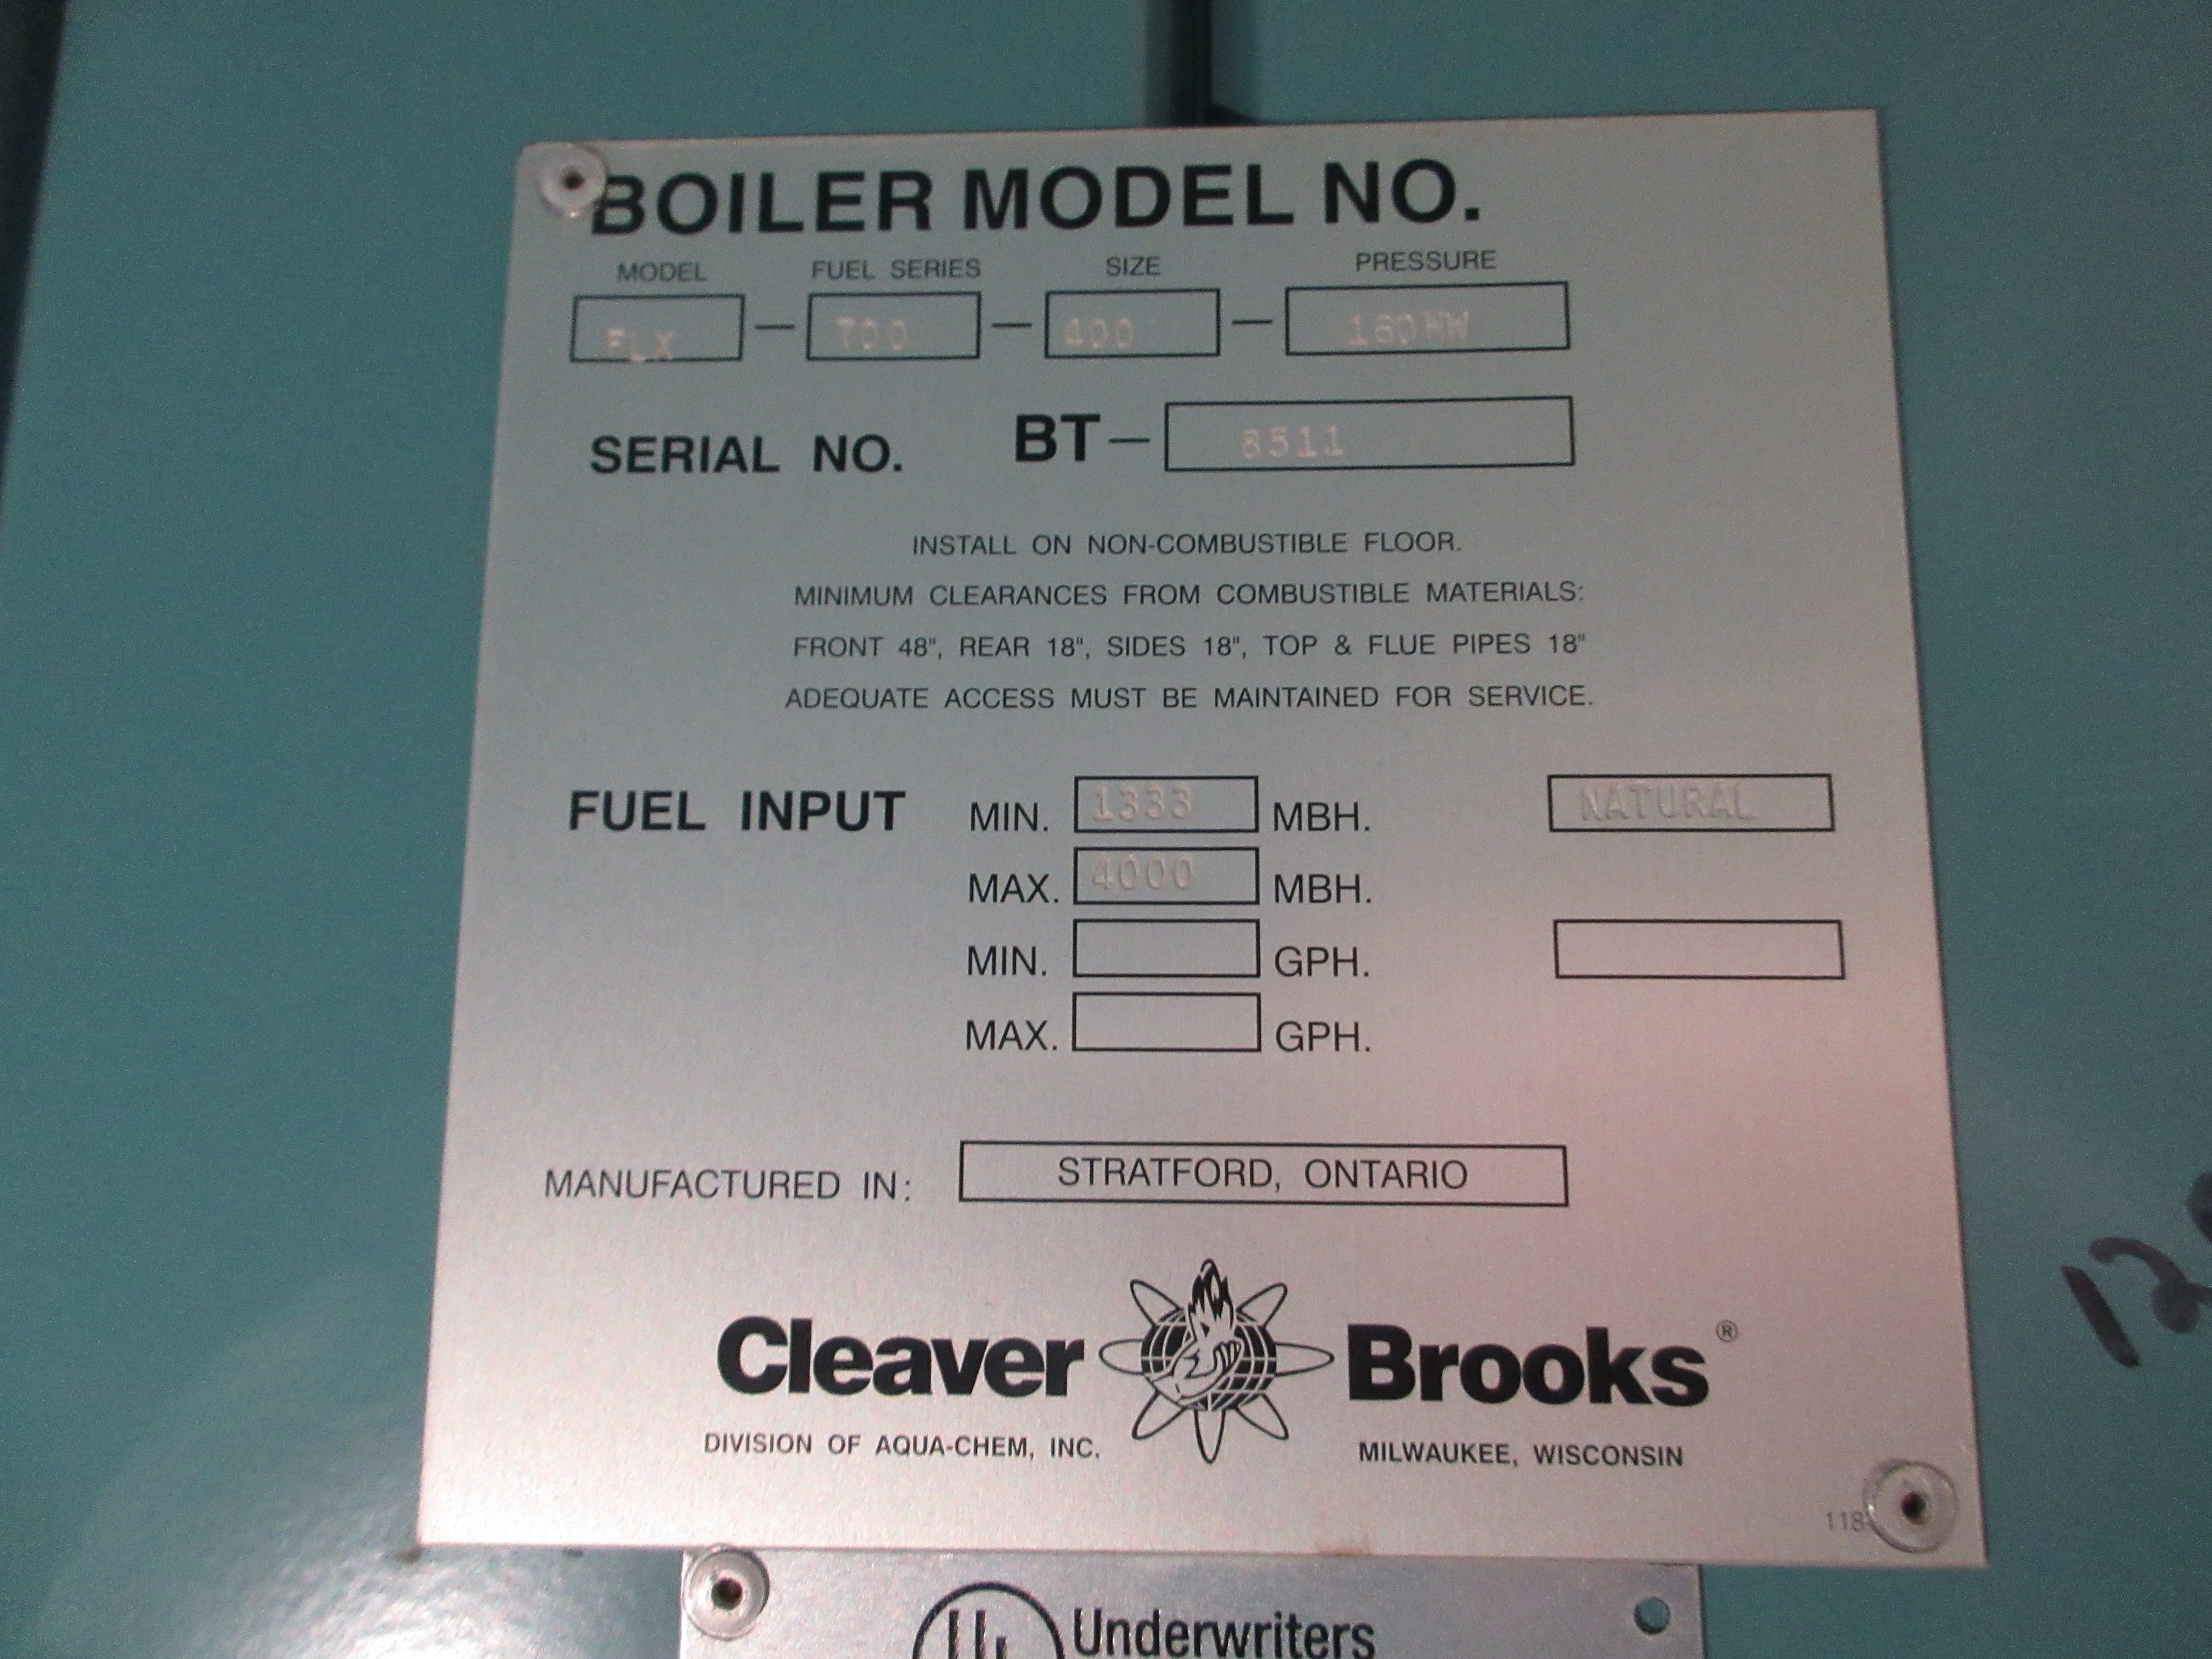 BOILER MODEL NO.
MODEL FUEL SERIES SIZE PRESSURE
FLX — 700 — 400 — 160HW
SERIAL NO. BT— 8511
INSTALL ON NON-COMBUSTIBLE FLOOR.
MINIMUM CLEARANCES FROM COMBUSTIBLE MATERIALS:
FRONT 48", REAR 18", SIDES 18", TOP & FLUE PIPES 18"
ADEQUATE ACCESS MUST BE MAINTAINED FOR SERVICE.
FUEL INPUT MIN. 1333 MBH. NATURAL
MAX. 4000 MBH.
MIN. GPH.
MAX. GPH.
MANUFACTURED IN: STRATFORD, ONTARIO
Cleaver Brooks®
DIVISION OF AQUA-CHEM, INC. MILWAUKEE, WISCONSIN
Underwriters